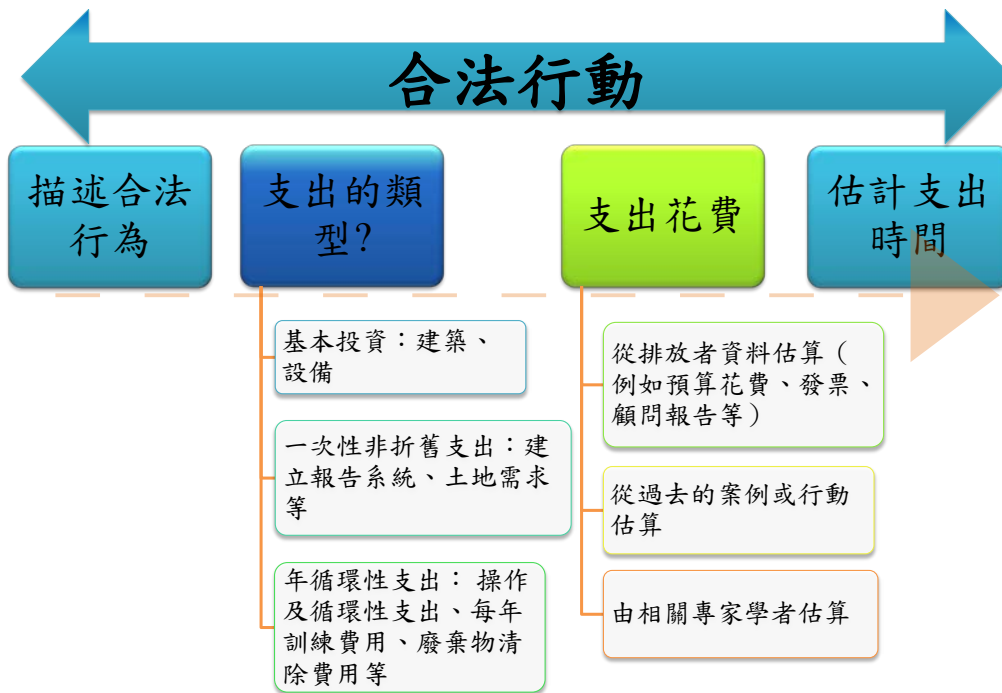 合法行動
描述合法
行為
支出的類
型?
支出花費
估計支出
時間
基本投資：建築、
設備
一次性非折舊支出：建
立報告系統、土地需求
等
年循環性支出： 操作
及循環性支出、每年
訓練費用、廢棄物清
除費用等
從排放者資料估算（
例如預算花費、發票、
顧問報告等）
從過去的案例或行動
估算
由相關專家學者估算